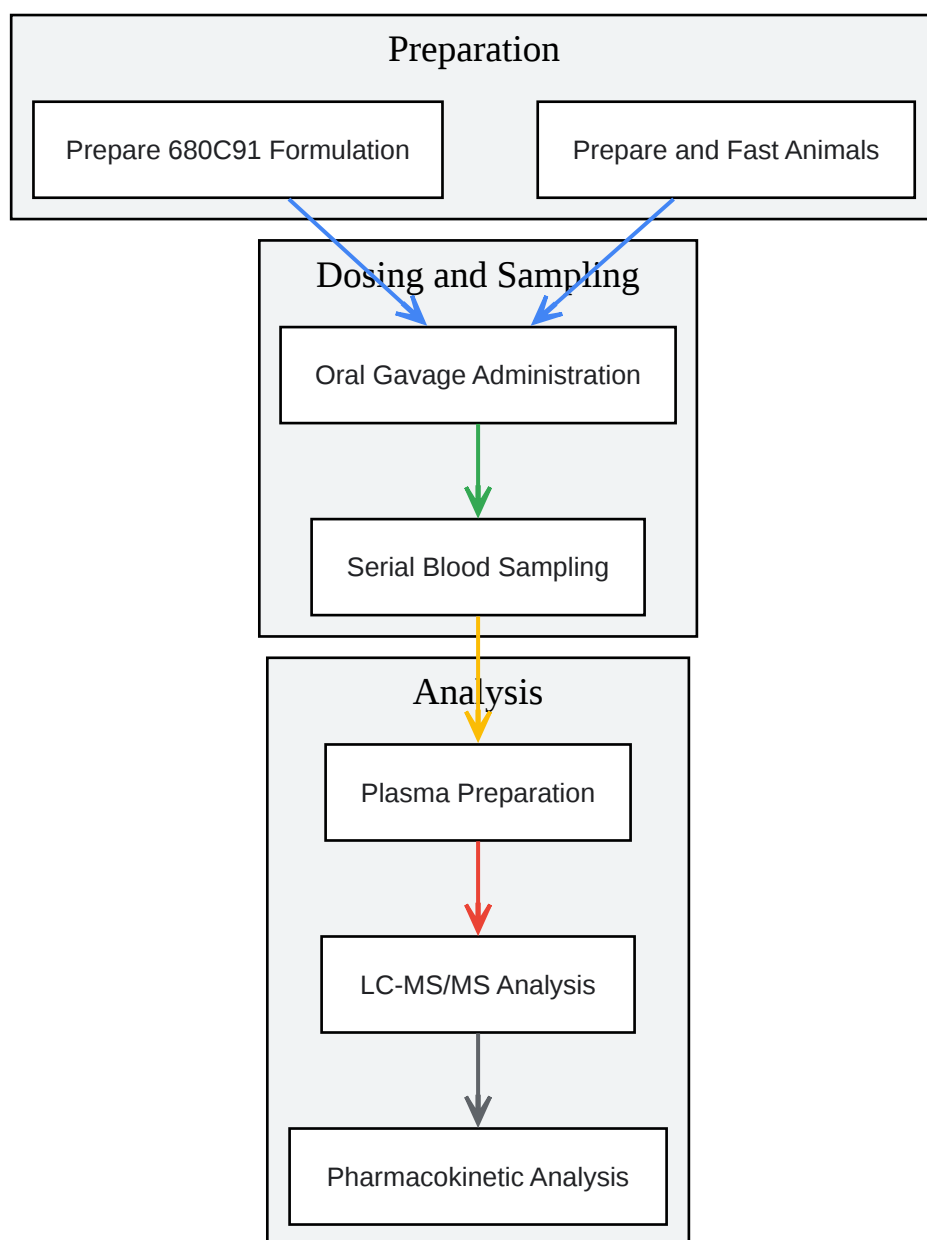 Preparation
Prepare 680C91 Formulation
Prepare and Fast Animals
Dosing and Sampling
Oral Gavage Administration
Serial Blood Sampling
Analysis
Plasma Preparation
LC-MS/MS Analysis
Pharmacokinetic Analysis